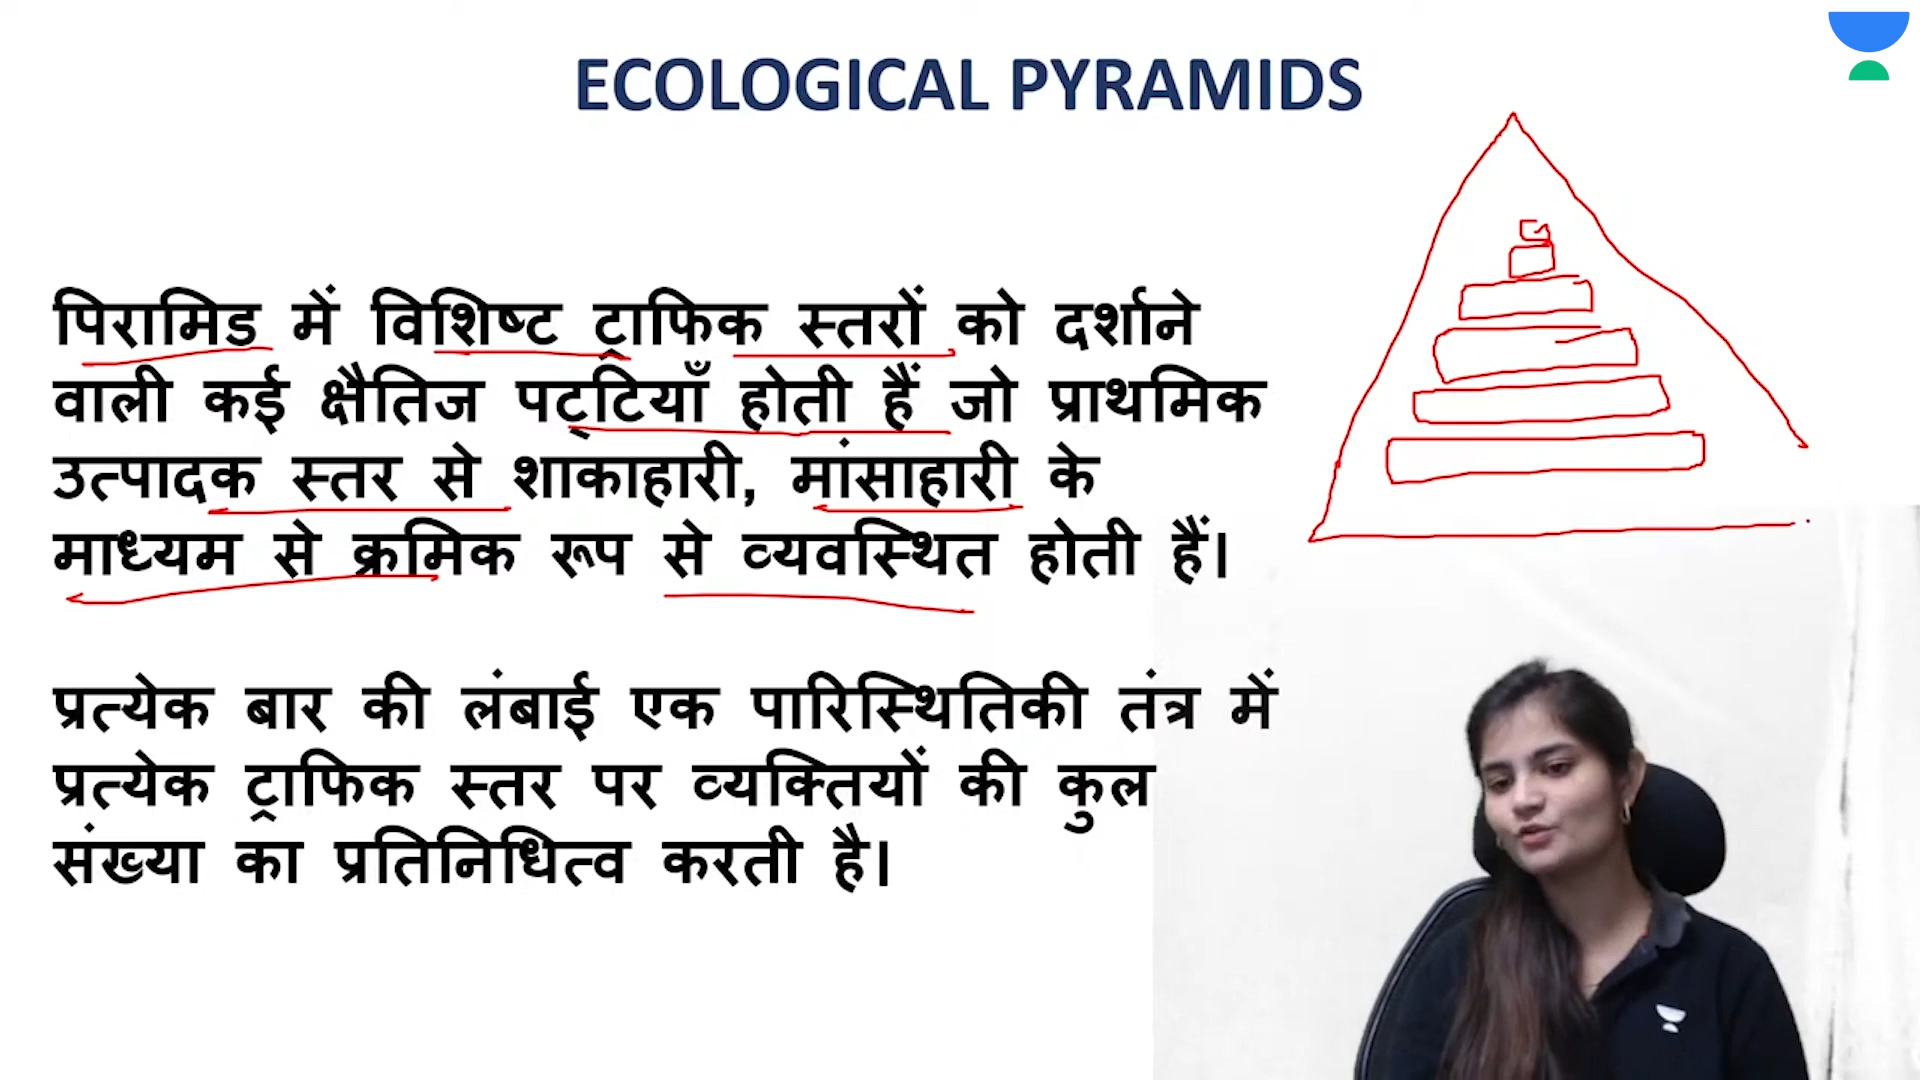 ECOLOGICAL PYRAMIDS
पिरामिड में विशिष्ट ट्राफिक स्तरों को दर्शाने
वाली कई क्षैतिज पट्टियाँ होती हैं जो प्राथमिक
उत्पादक स्तर से शाकाहारी, मांसाहारी के
माध्यम से क्रमिक रूप से व्यवस्थित होती हैं।
प्रत्येक बार की लंबाई एक पारिस्थितिकी तंत्र में
प्रत्येक ट्राफिक स्तर पर व्यक्तियों की कुल
संख्या का प्रतिनिधित्व करती है।